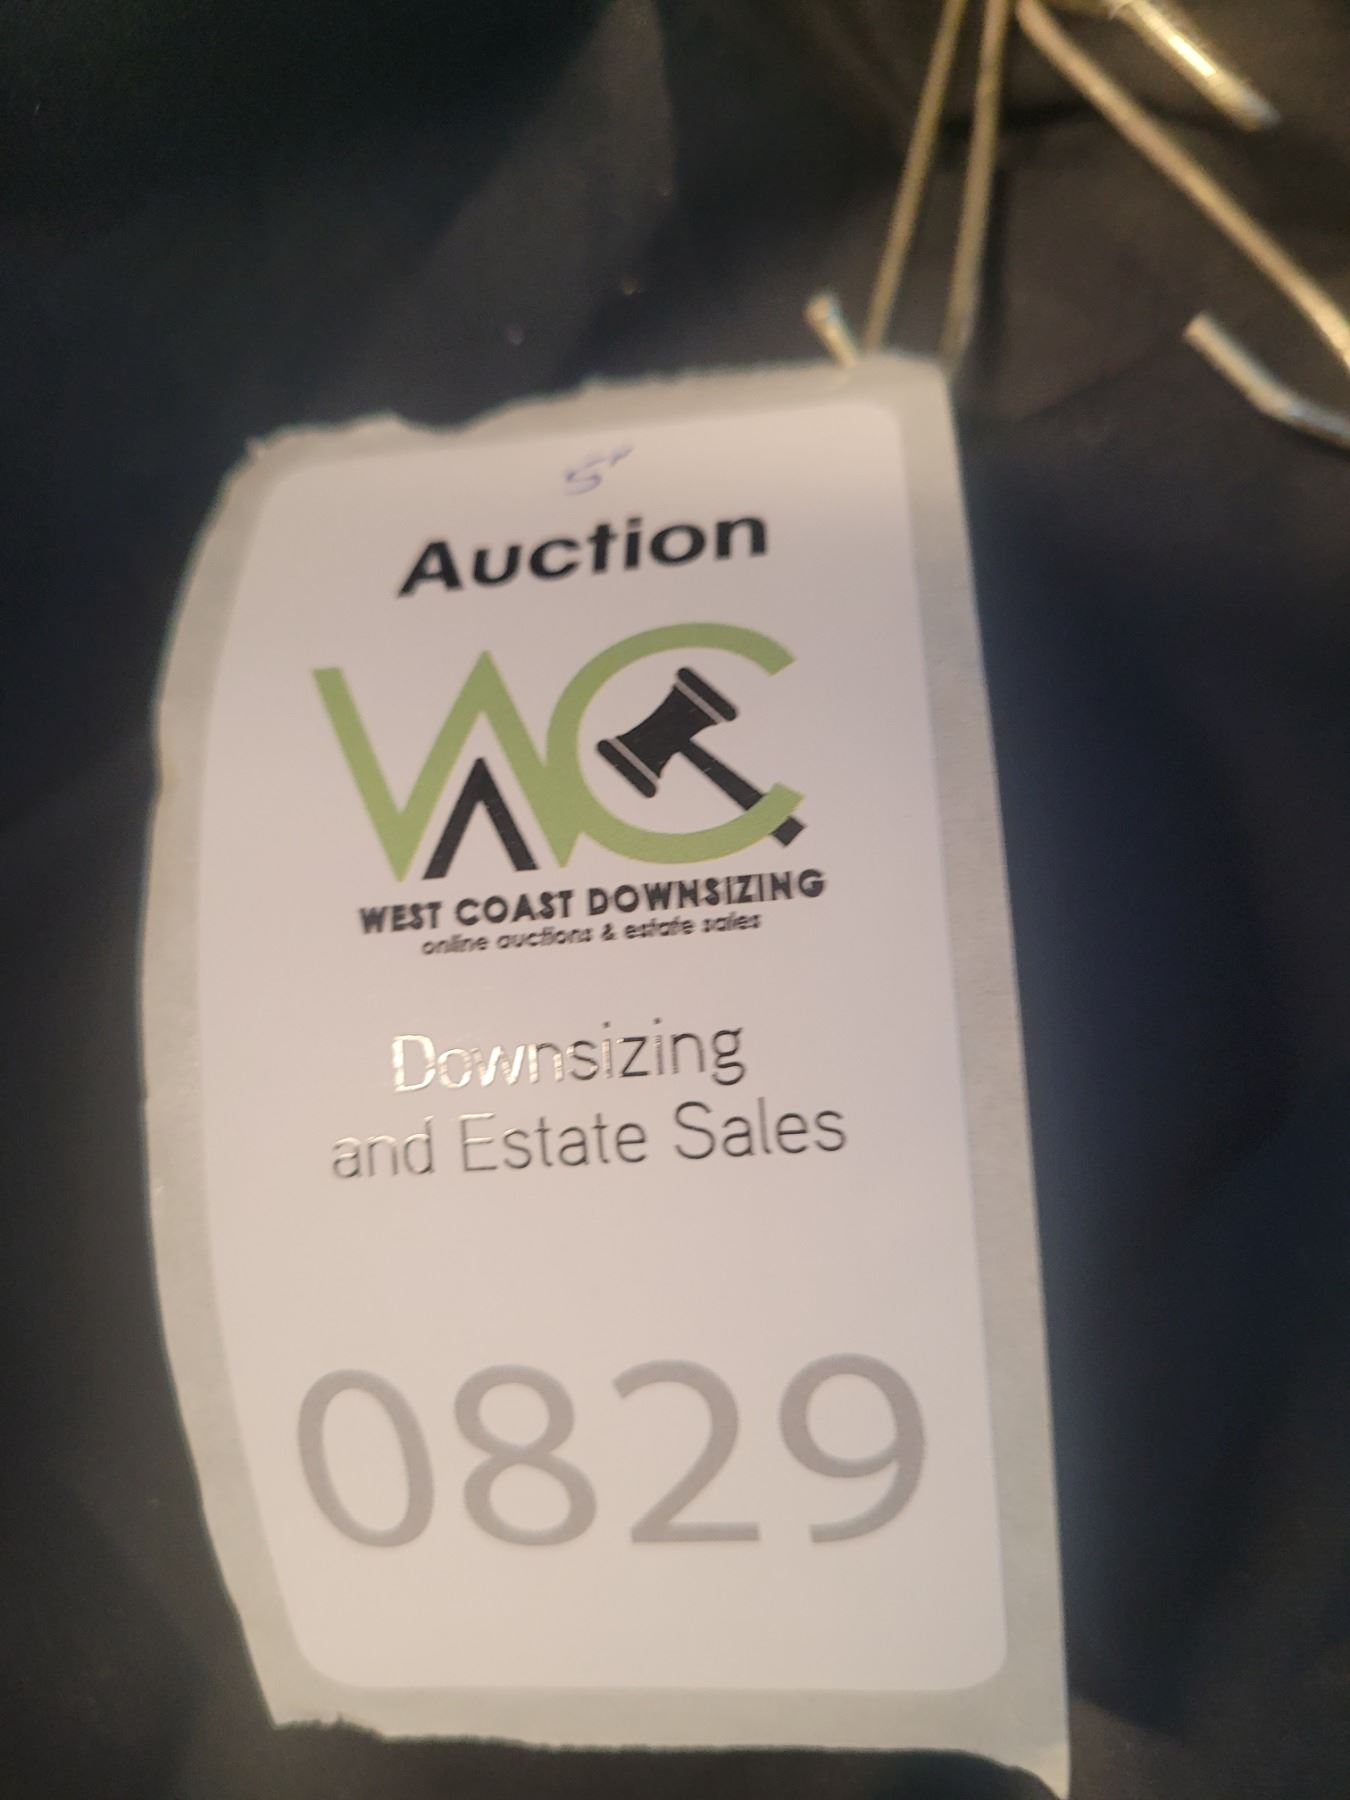 5"
Auction
WC
WEST COAST DOWNSIZING
online auctions & estate sales
Downsizing
and Estate Sales
0829